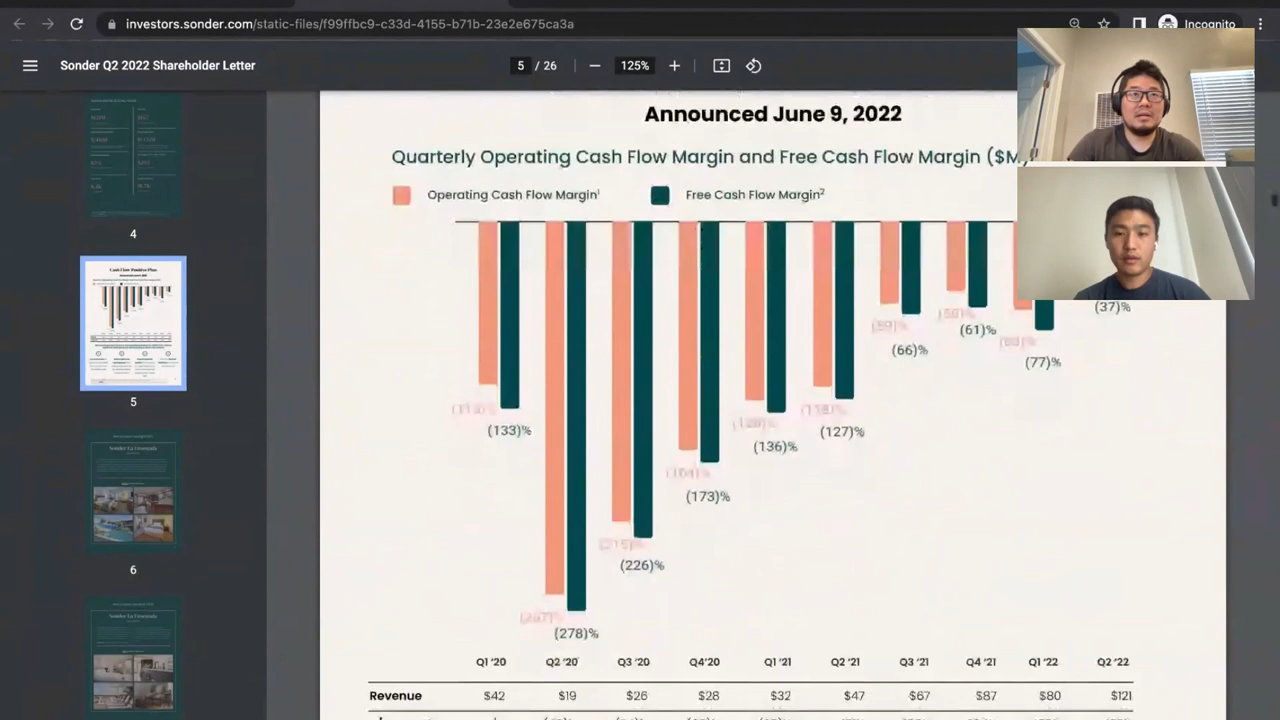 investors.sonder.com/static-files/f99ffbc9-c33d-4155-b71b-23e2e675ca3a
Incognito
Sonder Q2 2022 Shareholder Letter
5 / 26
125%
Announced June 9, 2022
Quarterly Operating Cash Flow Margin and Free Cash Flow Margin ($M)
Operating Cash Flow Margin¹
Free Cash Flow Margin²
4
Cash Flow Positive Plan
5
6
(37)%
(61)%
(66)%
(77)%
(133)%
(127)%
(136)%
(173)%
(226)%
(278)%
Q1 '20 Q2 '20 Q3 '20 Q4'20 Q1 '21 Q2 '21 Q3 '21 Q4 '21 Q1 '22 Q2 '22
Revenue $42 $19 $26 $28 $32 $47 $67 $87 $80 $121